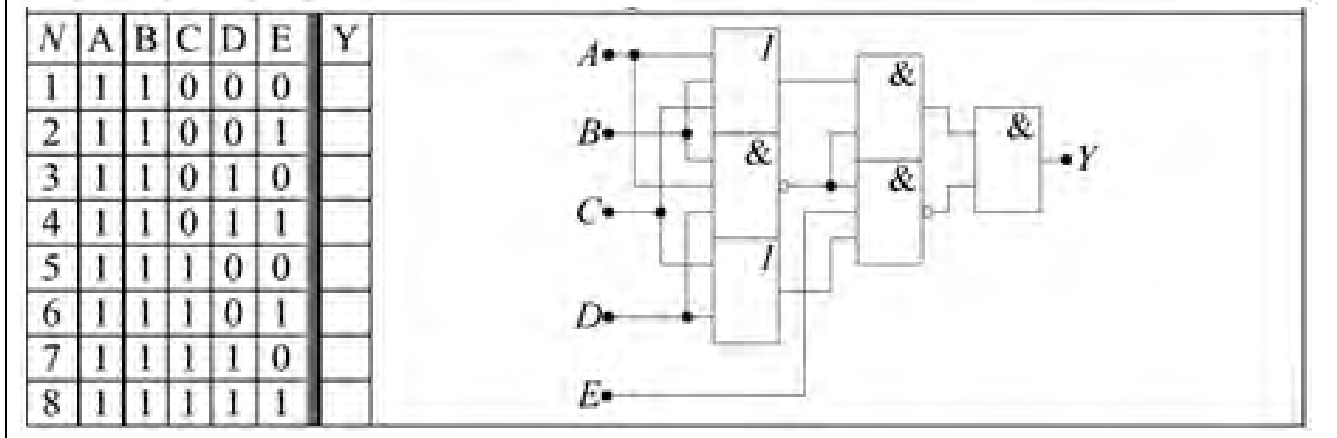 N A B C D E Y
1 1 1 0 0 0
2 1 1 0 0 1
3 1 1 0 1 0
4 1 1 0 1 1
5 1 1 1 0 0
6 1 1 1 0 1
7 1 1 1 1 0
8 1 1 1 1 1
A
1
&
B
&
&
&
Y
C
1
D
E